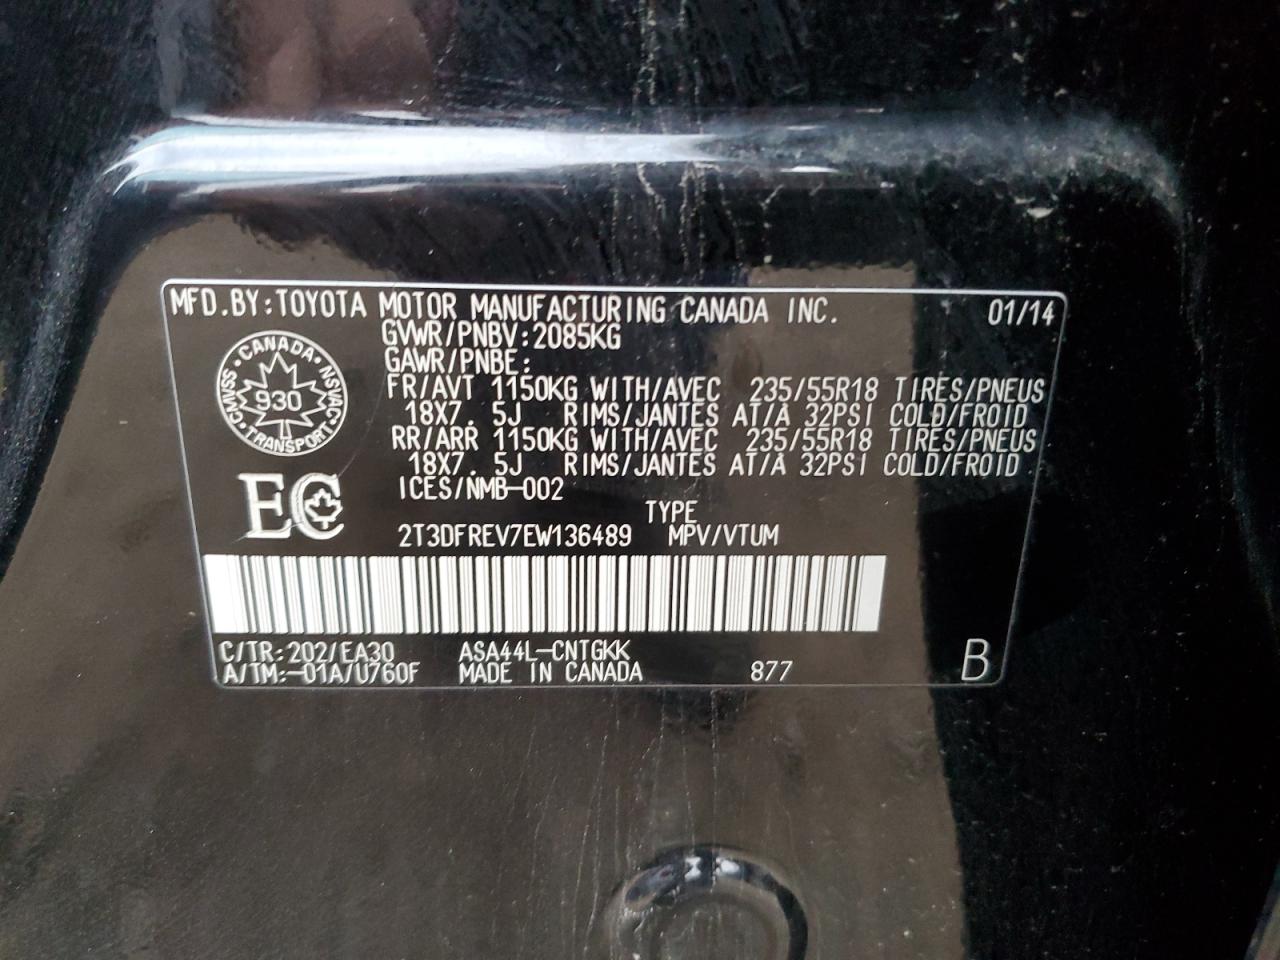 MFD.BY:TOYOTA MOTOR MANUFACTURING CANADA INC. 01/14
GVWR/PNBV:2085KG
GAWR/PNBE:
FR/AVT 1150KG WITH/AVEC 235/55R18 TIRES/PNEUS
18X7.5J RIMS/JANTES AT/A 32PSI COLD/FROID
RR/ARR 1150KG WITH/AVEC 235/55R18 TIRES/PNEUS
18X7.5J RIMS/JANTES AT/A 32PSI COLD/FROID
ICES/NMB-002
CANADA
NSVAC
TRANSPORT
CMVSS
930
EC
TYPE
2T3DFREV7EW136489 MPV/VTUM
C/TR:202/EA30 ASA44L-CNTGKK
A/TM:-01A/U760F MADE IN CANADA 877 B